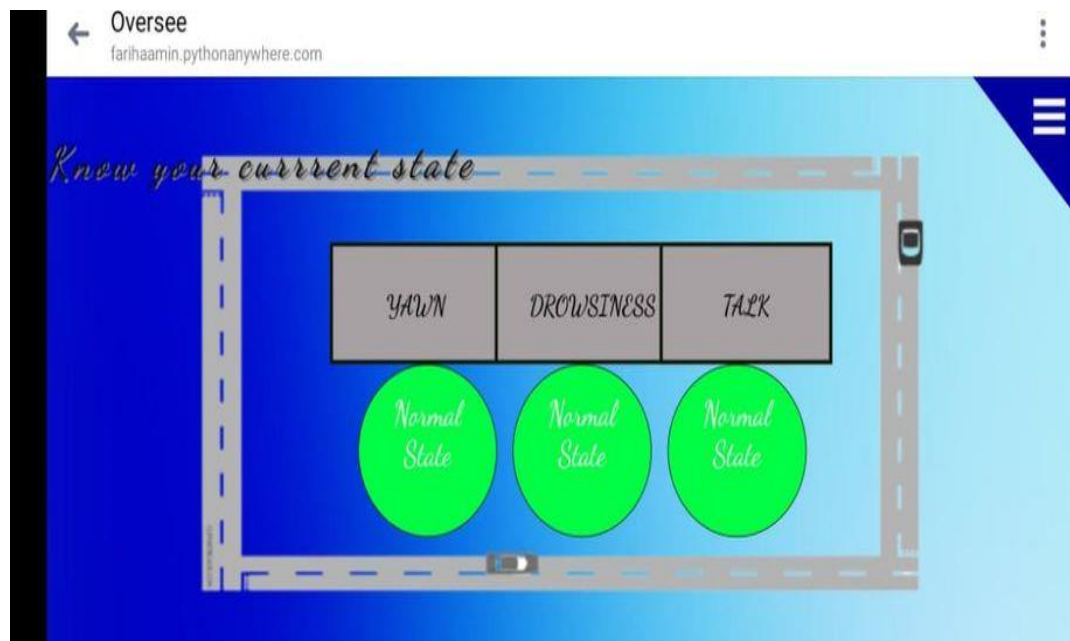 Oversee
farihaamin.pythonanywhere.com
Know your currrent state
YAWN DROWSINESS TALK
Normal Normal Normal
State State State